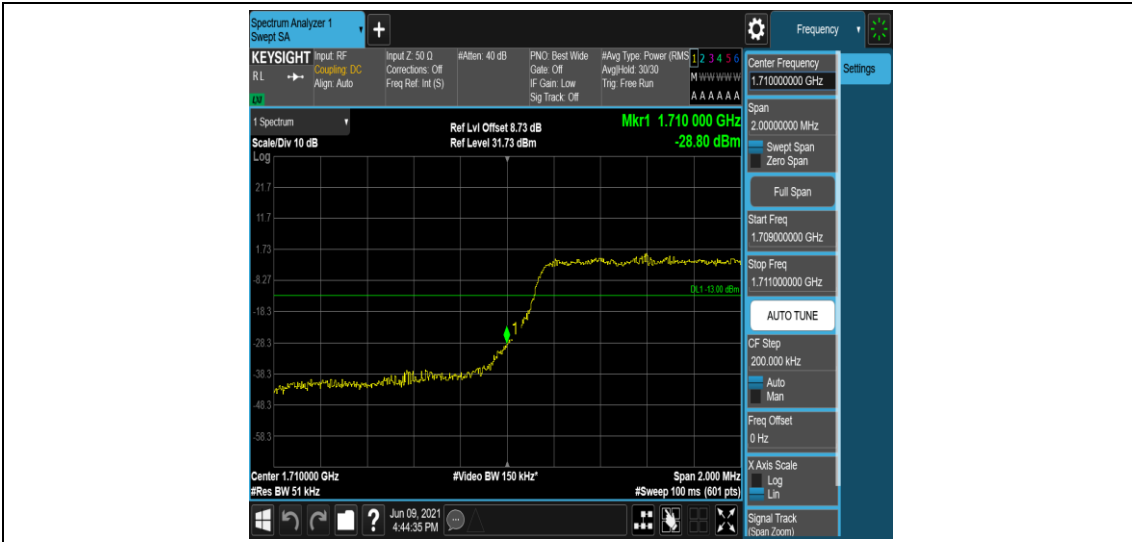 Spectrum Analyzer 1
Swept SA
+
Frequency
KEYSIGHT
RL
LXI
Input: RF
Coupling: DC
Align: Auto
Input Z: 50 Ω
Corrections: Off
Freq Ref: Int (S)
#Atten: 40 dB
PNO: Best Wide
Gate: Off
IF Gain: Low
Sig Track: Off
#Avg Type: Power (RMS
Avg|Hold: 30/30
Trig: Free Run
1 2 3 4 5 6
M W W W W W
A A A A A A
1 Spectrum
Scale/Div 10 dB
Ref Lvl Offset 8.73 dB
Ref Level 31.73 dBm
Mkr1 1.710 000 GHz
-28.80 dBm
Log
21.7
11.7
1.73
-8.27
DL1 -13.00 dBm
-18.3
1
-28.3
-38.3
-48.3
-58.3
Center 1.710000 GHz
#Video BW 150 kHz*
Span 2.000 MHz
#Res BW 51 kHz
#Sweep 100 ms (601 pts)
Center Frequency
1.710000000 GHz
Settings
Span
2.00000000 MHz
Swept Span
Zero Span
Full Span
Start Freq
1.709000000 GHz
Stop Freq
1.711000000 GHz
AUTO TUNE
CF Step
200.000 kHz
Auto
Man
Freq Offset
0 Hz
X Axis Scale
Log
Lin
Signal Track
(Span Zoom)
?
Jun 09, 2021
4:44:35 PM